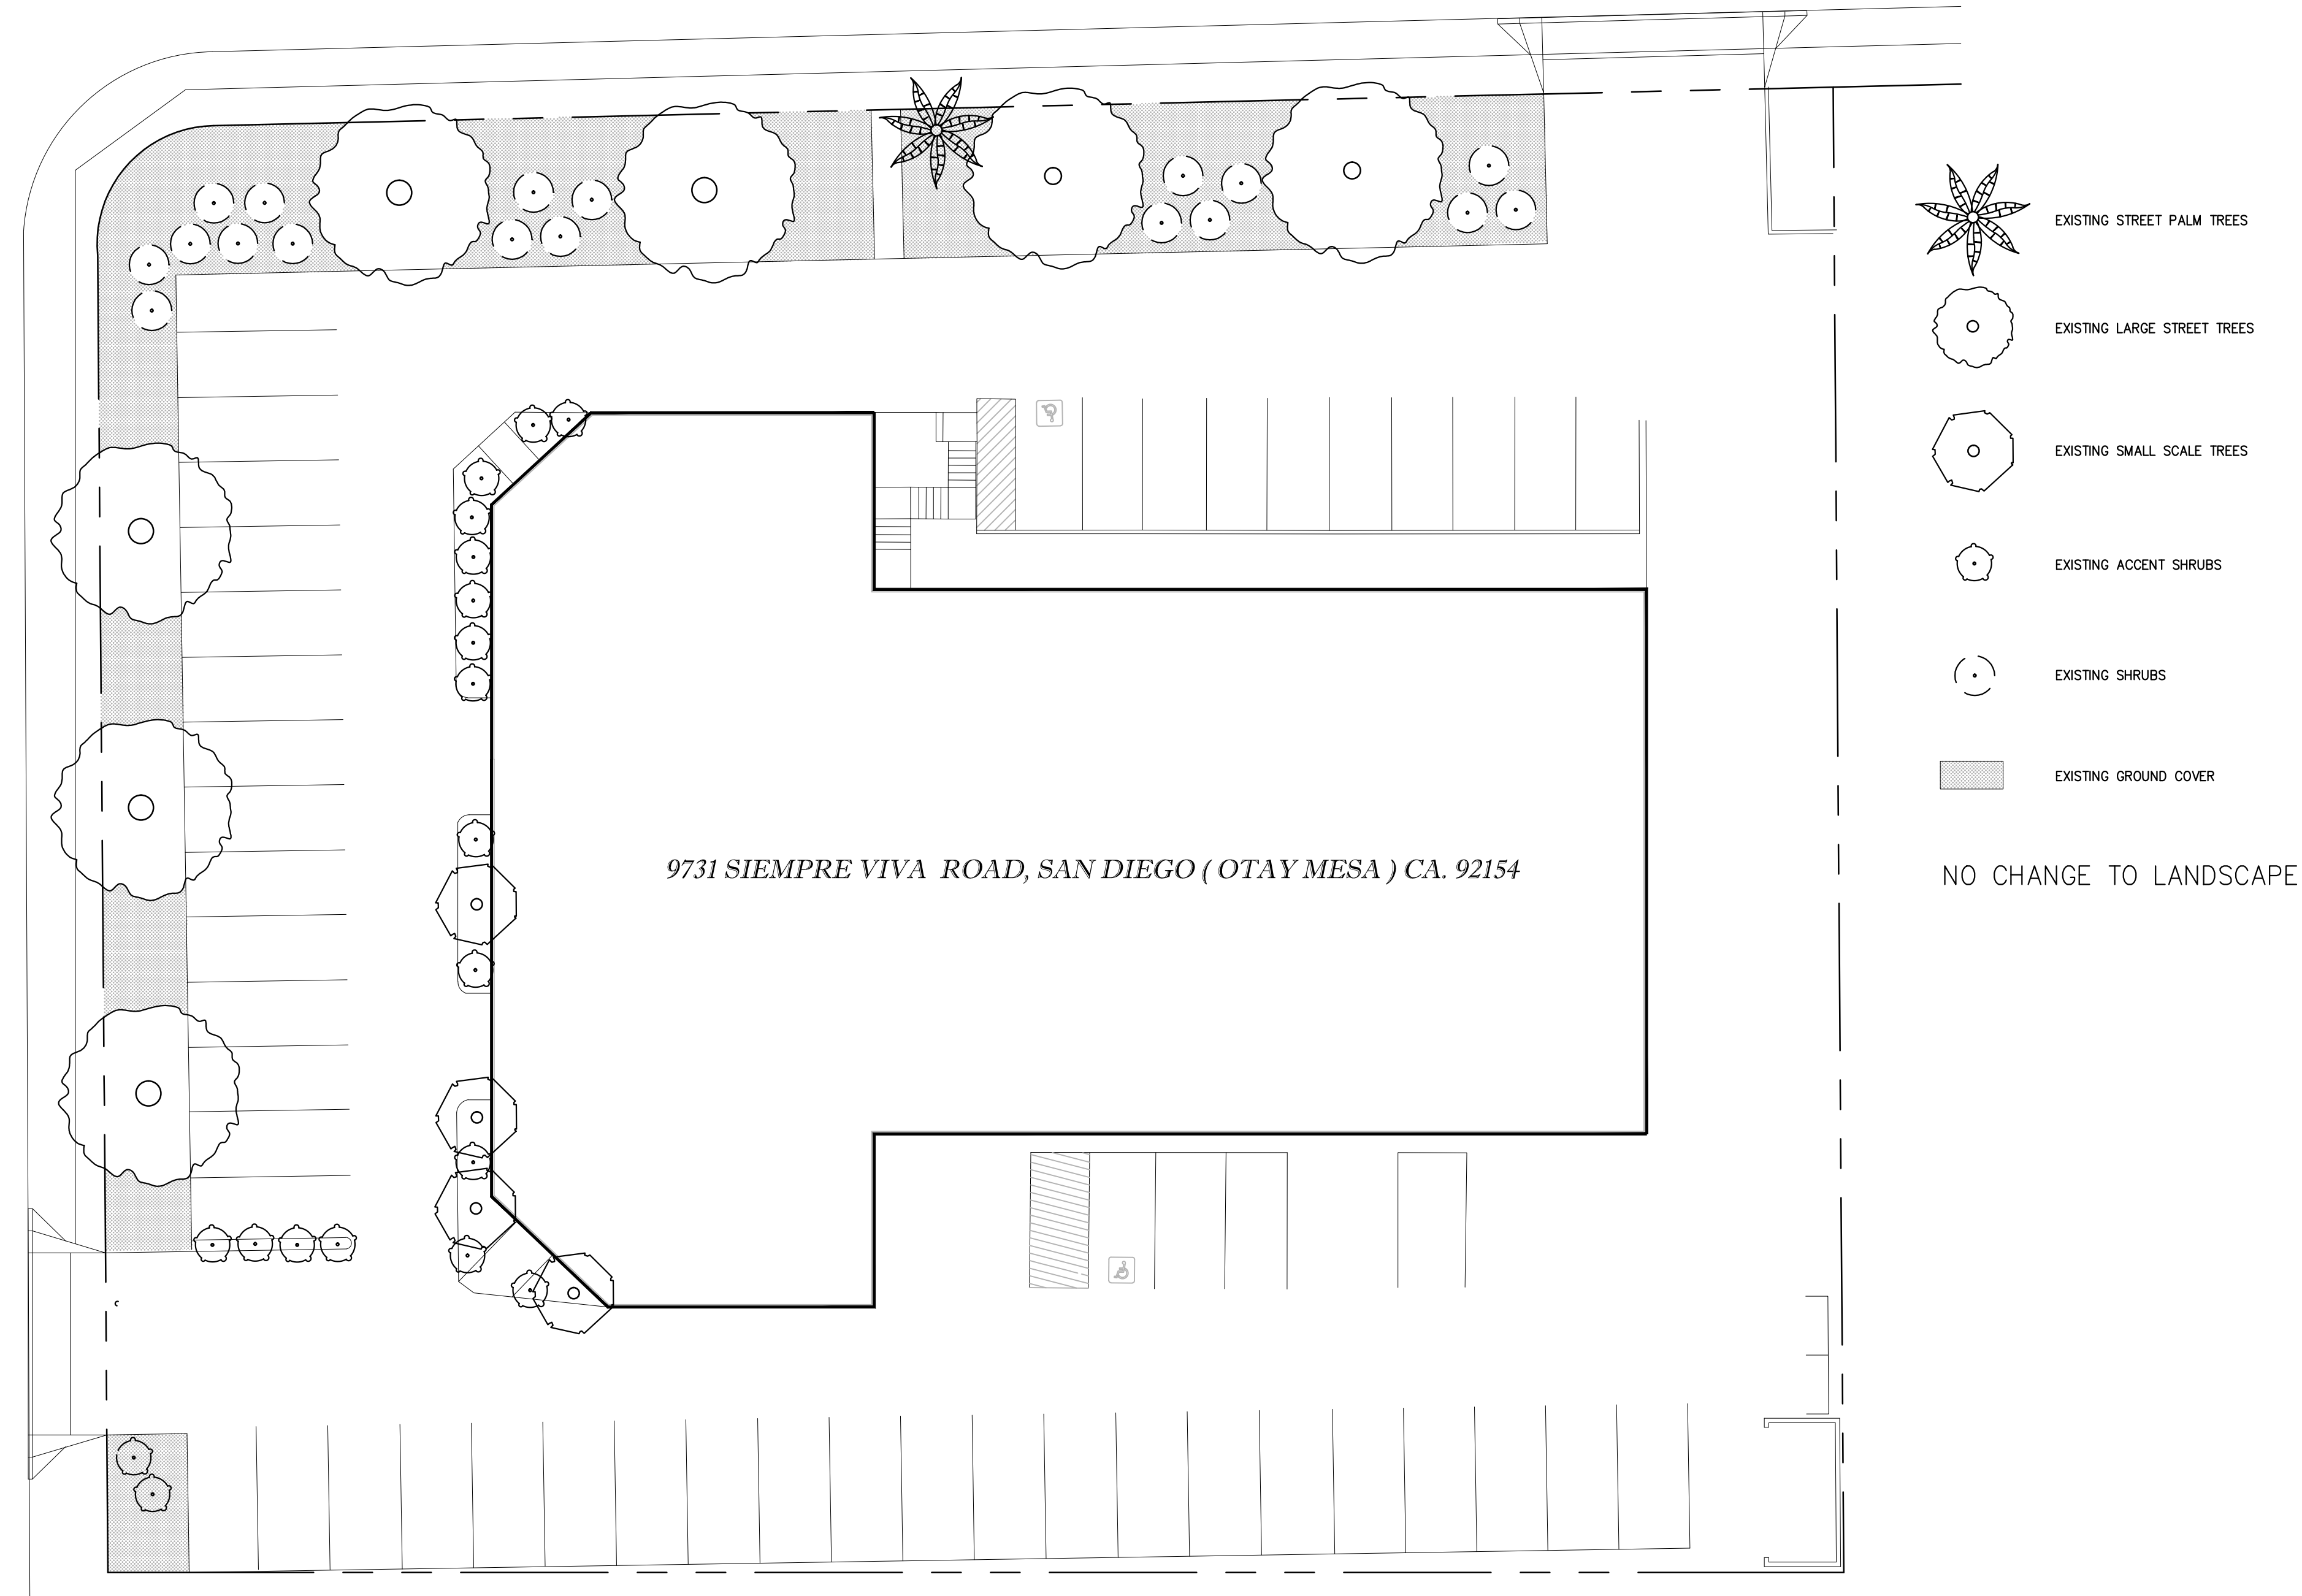 EXISTING STREET PALM TREES
EXISTING LARGE STREET TREES
EXISTING SMALL SCALE TREES
EXISTING ACCENT SHRUBS
EXISTING SHRUBS
EXISTING GROUND COVER
9731 SIEMPRE VIVA ROAD, SAN DIEGO ( OTAY MESA ) CA. 92154
NO CHANGE TO LANDSCAPE